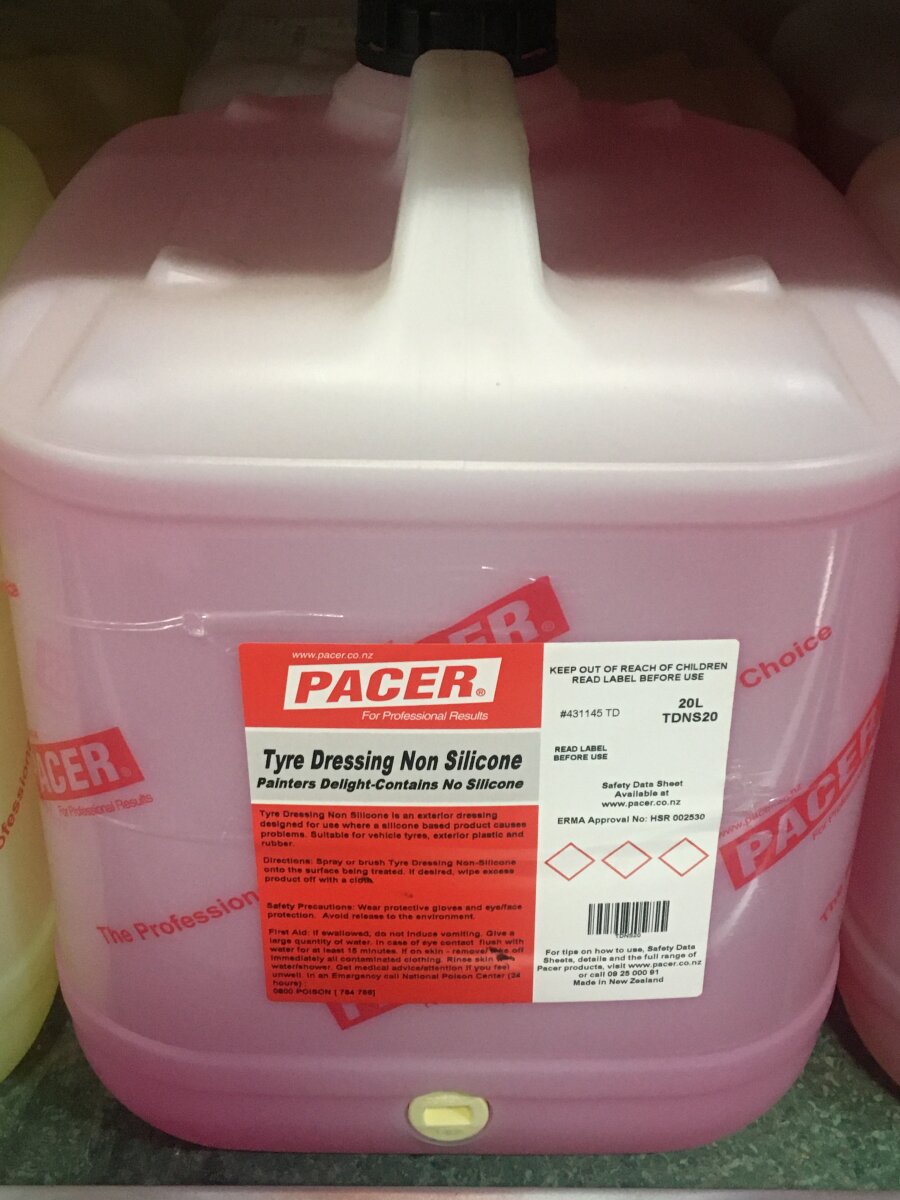 www.pacer.co.nz
PACER®
For Professional Results
Tyre Dressing Non Silicone
Painters Delight-Contains No Silicone
Tyre Dressing Non Silicone is an exterior dressing
designed for use where a silicone based product causes
problems. Suitable for vehicle tyres, exterior plastic and
rubber.
Directions: Spray or brush Tyre Dressing Non-Silicone
onto the surface being treated. If desired, wipe excess
product off with a
Safety Precautions: Wear protective gloves and eye/face
protection. Avoid release to the environment.
First Aid: If swallowed, do not induce vomiting. Give a
large quantity of water. In case of eye contact flush with
water for at least 15 minutes. If on skin - remove/ off
immediately all contaminated clothing. Rinse skin
water/shower. Get medical advice/attention if you feel
unwell. In an Emergency call National Poison Center (24
hours)
0800 POISON [ 764 766]
KEEP OUT OF REACH OF CHILDREN
READ LABEL BEFORE USE
#431145 TD
20L
TDNS20
READ LABEL
BEFORE USE
Safety Data Sheet
Available at
www.pacer.co.nz
ERMA Approval No: HSR 002530
TDNS20
For tips on how to use, Safety Data
Sheets, details and the full range of
Pacer products, visit www.pacer.co.nz
or call 09 25 000 91
Made in New Zealand
ER.®
Choice
ACER.®
For Professional Results
The Profession
www.pacer.co.nz
PACER